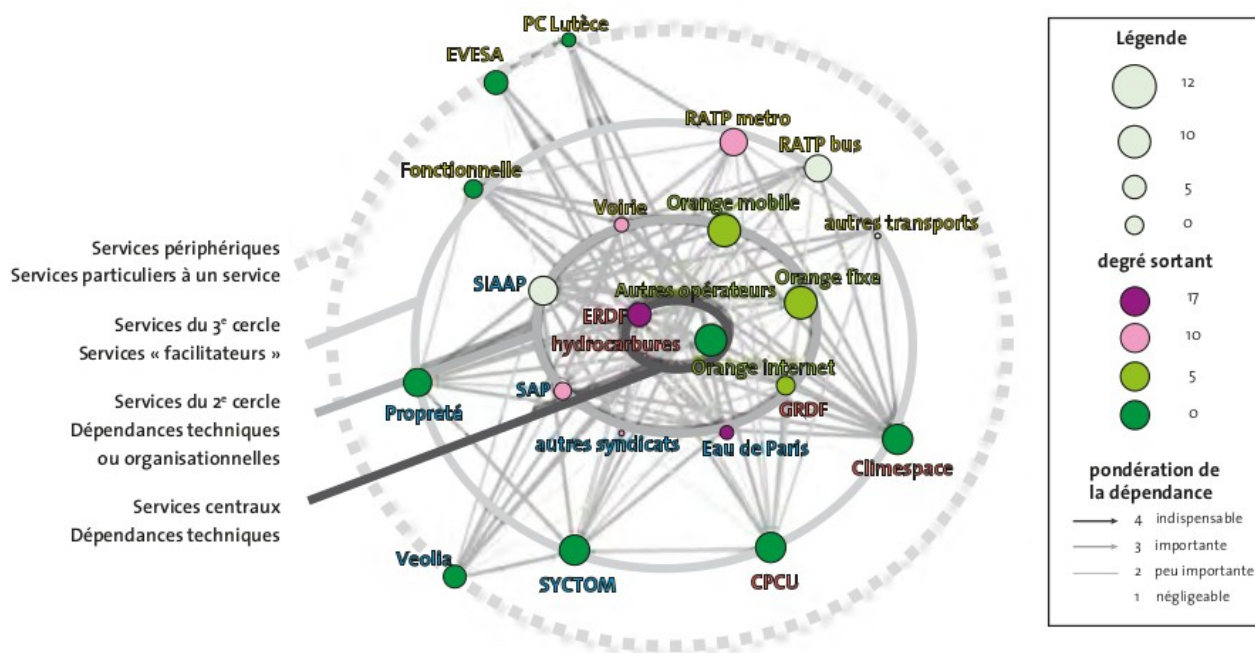 PC Lutèce
EVESA
RATP metro
RATP bus
Fonctionnelle
Voirie
Orange mobile
autres transports
SIAAP
Autres opérateurs
Orange fixe
ERDF
hydrocarbures
Orange internet
SAP
GRDF
Propretá
autres syndicats
Eau de Paris
Climespace
Veolia
SYCTOM
CPCU
Services périphériques
Services particuliers à un service
Services du 3e cercle
Services « facilitateurs »
Services du 2e cercle
Dépendances techniques
ou organisationnelles
Services centraux
Dépendances techniques
Légende
12
10
5
0
degré sortant
17
10
5
0
pondération de
la dépendance
4 indispensable
3 importante
2 peu importante
1 négligeable